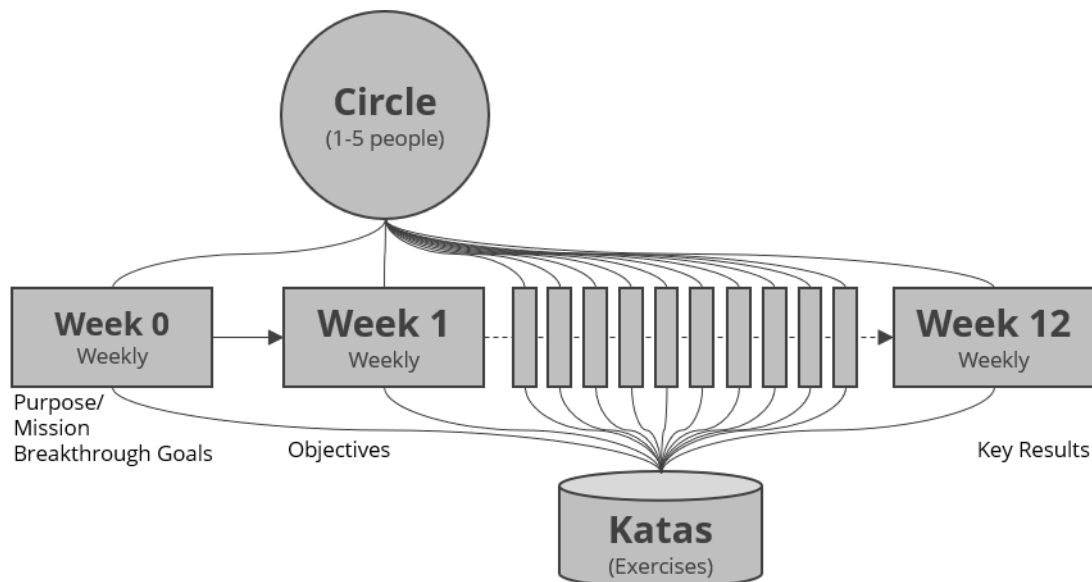 Circle
(1-5 people)
Week 0
Weekly
Week 1
Weekly
Week 12
Weekly
Purpose/
Mission
Breakthrough Goals
Objectives
Key Results
Katas
(Exercises)